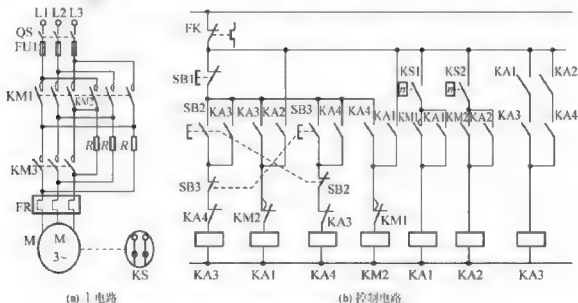 L1 L2 L3
QS
FU1
KM1
KM2
R R R
KM3
FR
M
M
3~
KS
(a) 主电路
FK
SB1
SB2 KA3 KA3 KA2 SB3 KA4 KA4 KA1
KS1 n KS2 n KA1 KA2
KM1 KA1 KM2 KA2 KA3 KA4
SB3 SB2
KA4 KM2 KA3 KM1
KA3 KA1 KA4 KM2 KA1 KA2 KA3
(b) 控制电路